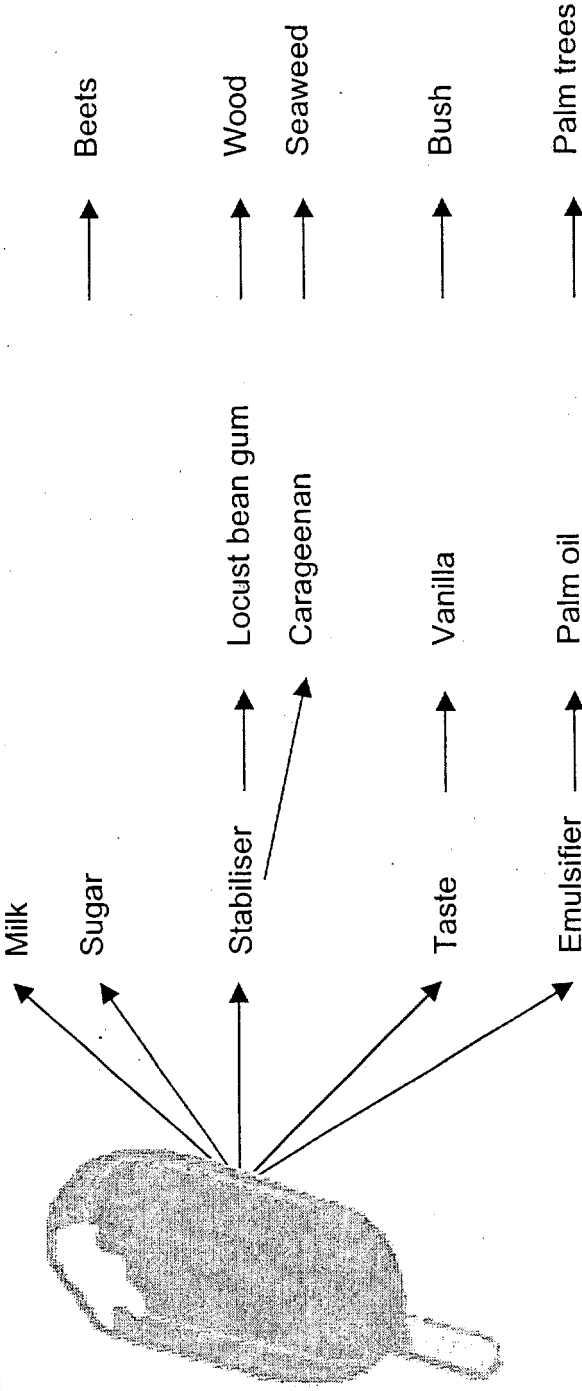 Milk
Sugar
Beets
Stabiliser
Locust bean gum
Wood
Carageenan
Seaweed
Taste
Vanilla
Bush
Emulsifier
Palm oil
Palm trees